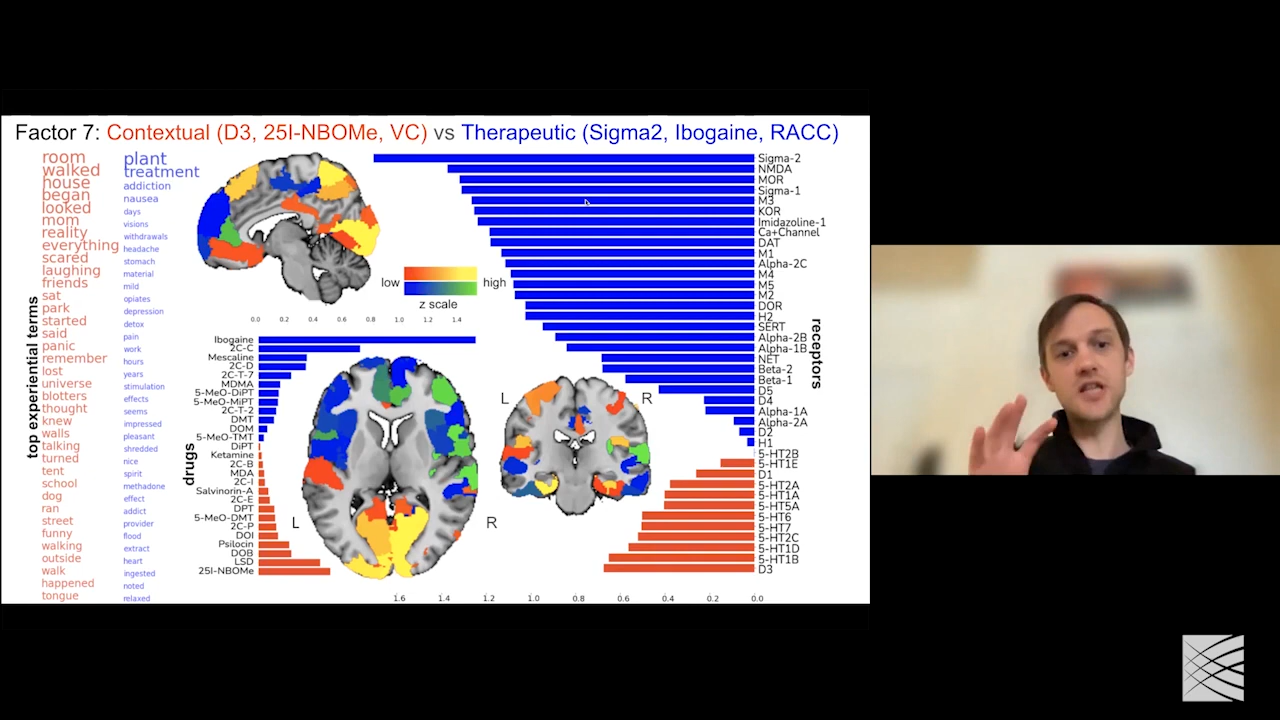 Factor 7: Contextual (D3, 25I-NBOMe, VC) vs Therapeutic (Sigma2, Ibogaine, RACC)
top experiential terms
room
walked
house
began
looked
mom
reality
everything
scared
laughing
friends
sat
park
started
said
panic
remember
lost
universe
blotters
thought
knew
walls
talking
turned
tent
school
dog
ran
street
funny
walking
outside
walk
happened
tongue
plant
treatment
addiction
nausea
days
visions
withdrawals
headache
stomach
material
mild
opiates
depression
detox
pain
work
hours
years
stimulation
effects
seems
impressed
pleasant
shredded
nice
spirit
methadone
effect
addict
provider
flood
extract
heart
ingested
noted
relaxed
low
high
z scale
0.0 0.2 0.4 0.6 0.8 1.0 1.2 1.4
drugs
Ibogaine
2C-C
Mescaline
2C-D
2C-T-7
MDMA
5-MeO-DiPT
5-MeO-MiPT
2C-T-2
DMT
DOM
5-MeO-TMT
DiPT
Ketamine
2C-B
MDA
2C-I
Salvinorin-A
2C-E
DPT
5-MeO-DMT
2C-P
DOI
Psilocin
DOB
LSD
25I-NBOMe
L
R
L
R
Sigma-2
NMDA
MOR
Sigma-1
M3
KOR
Imidazoline-1
Ca+Channel
DAT
M1
Alpha-2C
M4
M5
M2
DOR
H2
SERT
Alpha-2B
Alpha-1B
NET
Beta-2
Beta-1
D5
D4
Alpha-1A
Alpha-2A
D2
H1
5-HT2B
5-HT1E
D1
5-HT2A
5-HT1A
5-HT5A
5-HT6
5-HT7
5-HT2C
5-HT1D
5-HT1B
D3
receptors
1.6 1.4 1.2 1.0 0.8 0.6 0.4 0.2 0.0